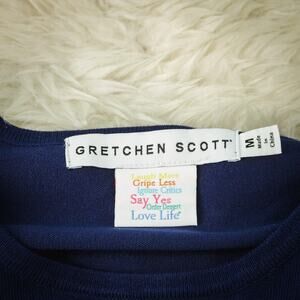 GRETCHEN SCOTT
M
Made
in
China
Laugh More
Gripe Less
Ignore Critics
Say Yes
Order Dessert
Love Life